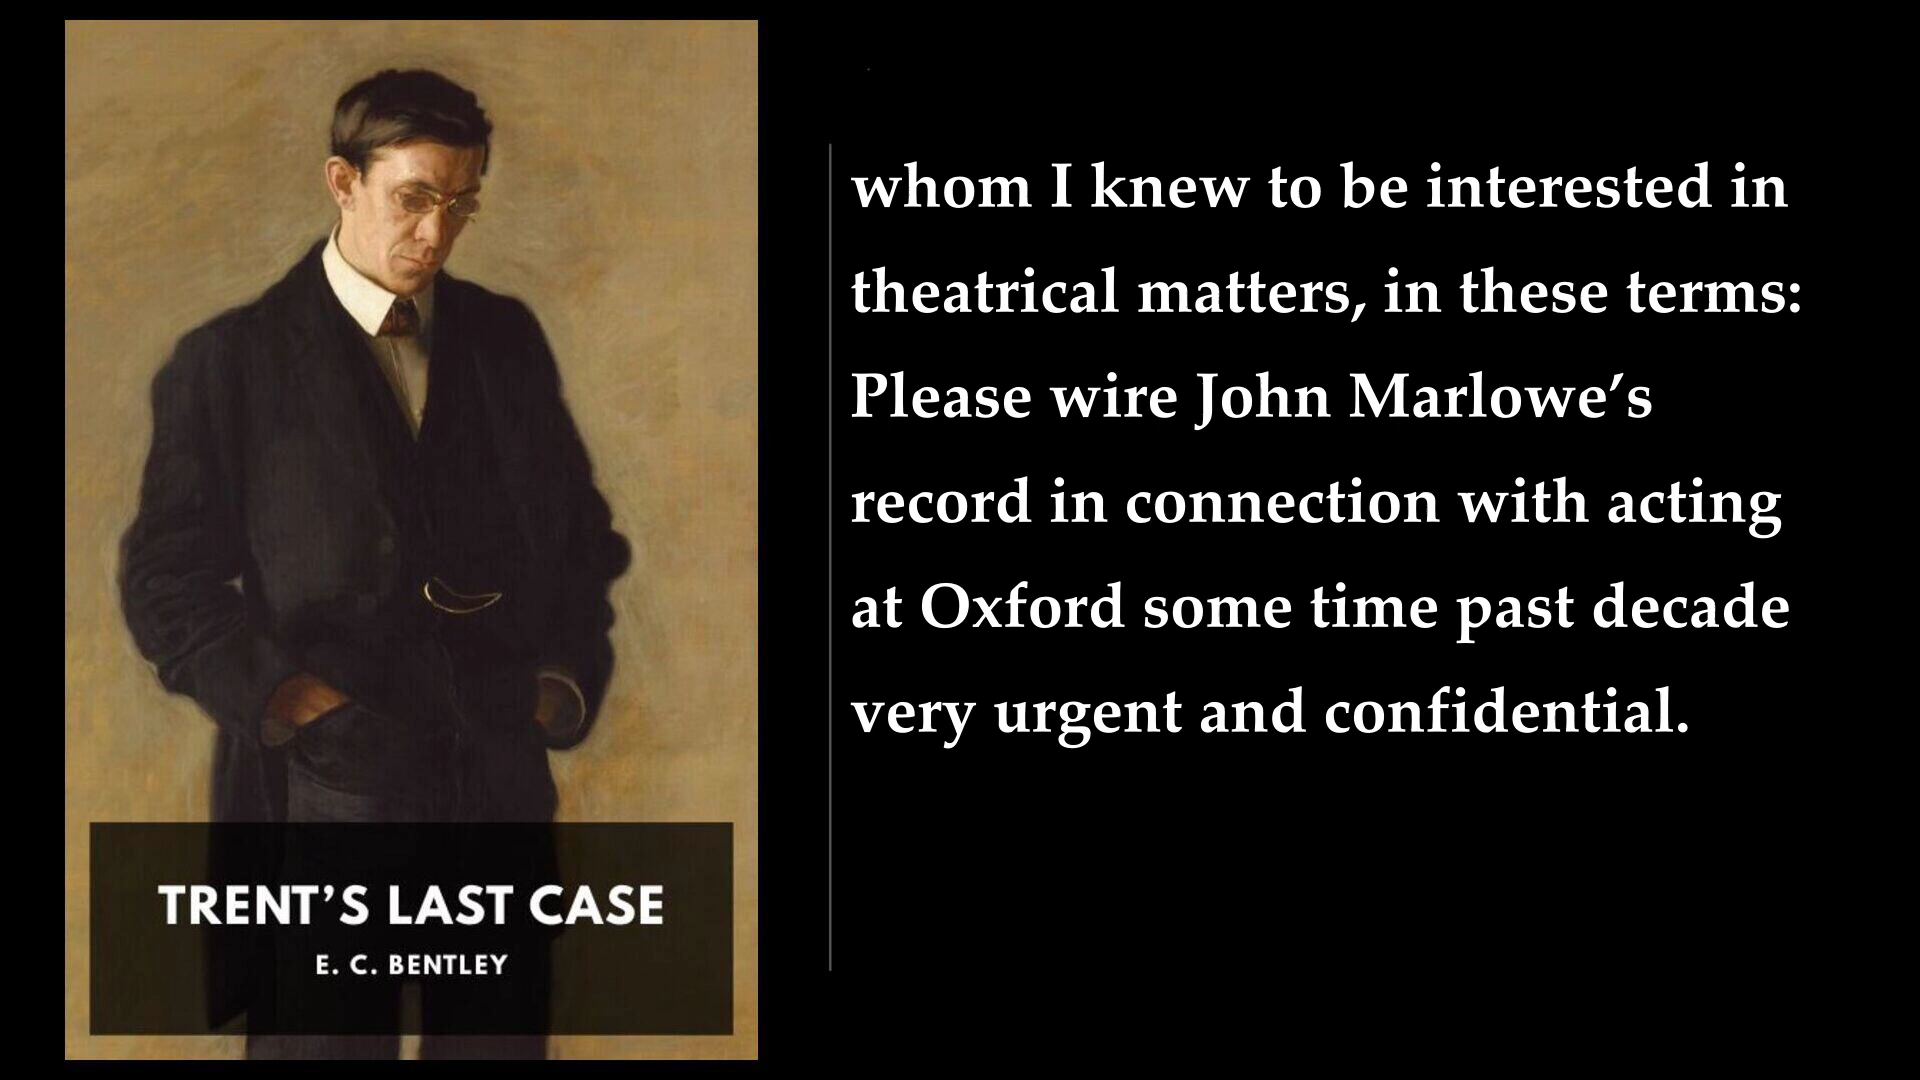 whom I knew to be interested in
theatrical matters, in these terms:
Please wire John Marlowe’s
record in connection with acting
at Oxford some time past decade
very urgent and confidential.
TRENT’S LAST CASE
E. C. BENTLEY